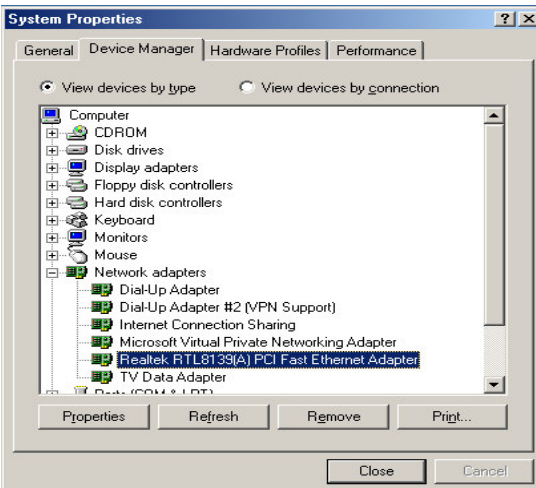 System Properties
General Device Manager Hardware Profiles Performance
View devices by type View devices by connection
Computer
CDROM
Disk drives
Display adapters
Floppy disk controllers
Hard disk controllers
Keyboard
Monitors
Mouse
Network adapters
Dial-Up Adapter
Dial-Up Adapter #2 (VPN Support)
Internet Connection Sharing
Microsoft Virtual Private Networking Adapter
Realtek RTL8139(A) PCI Fast Ethernet Adapter
TV Data Adapter
Ports (COM & LPT)
Properties Refresh Remove Print...
Close Cancel